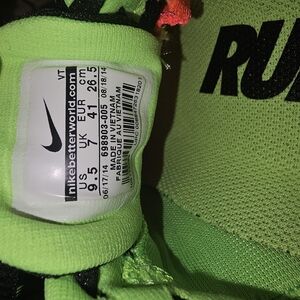 VT
nikebetterworld.com
US UK EUR cm
9.5 7 41 26.5
06/17/14 08/18/14
698903-005
MADE IN VIETNAM
FABRIQUE AU VIETNAM
RU